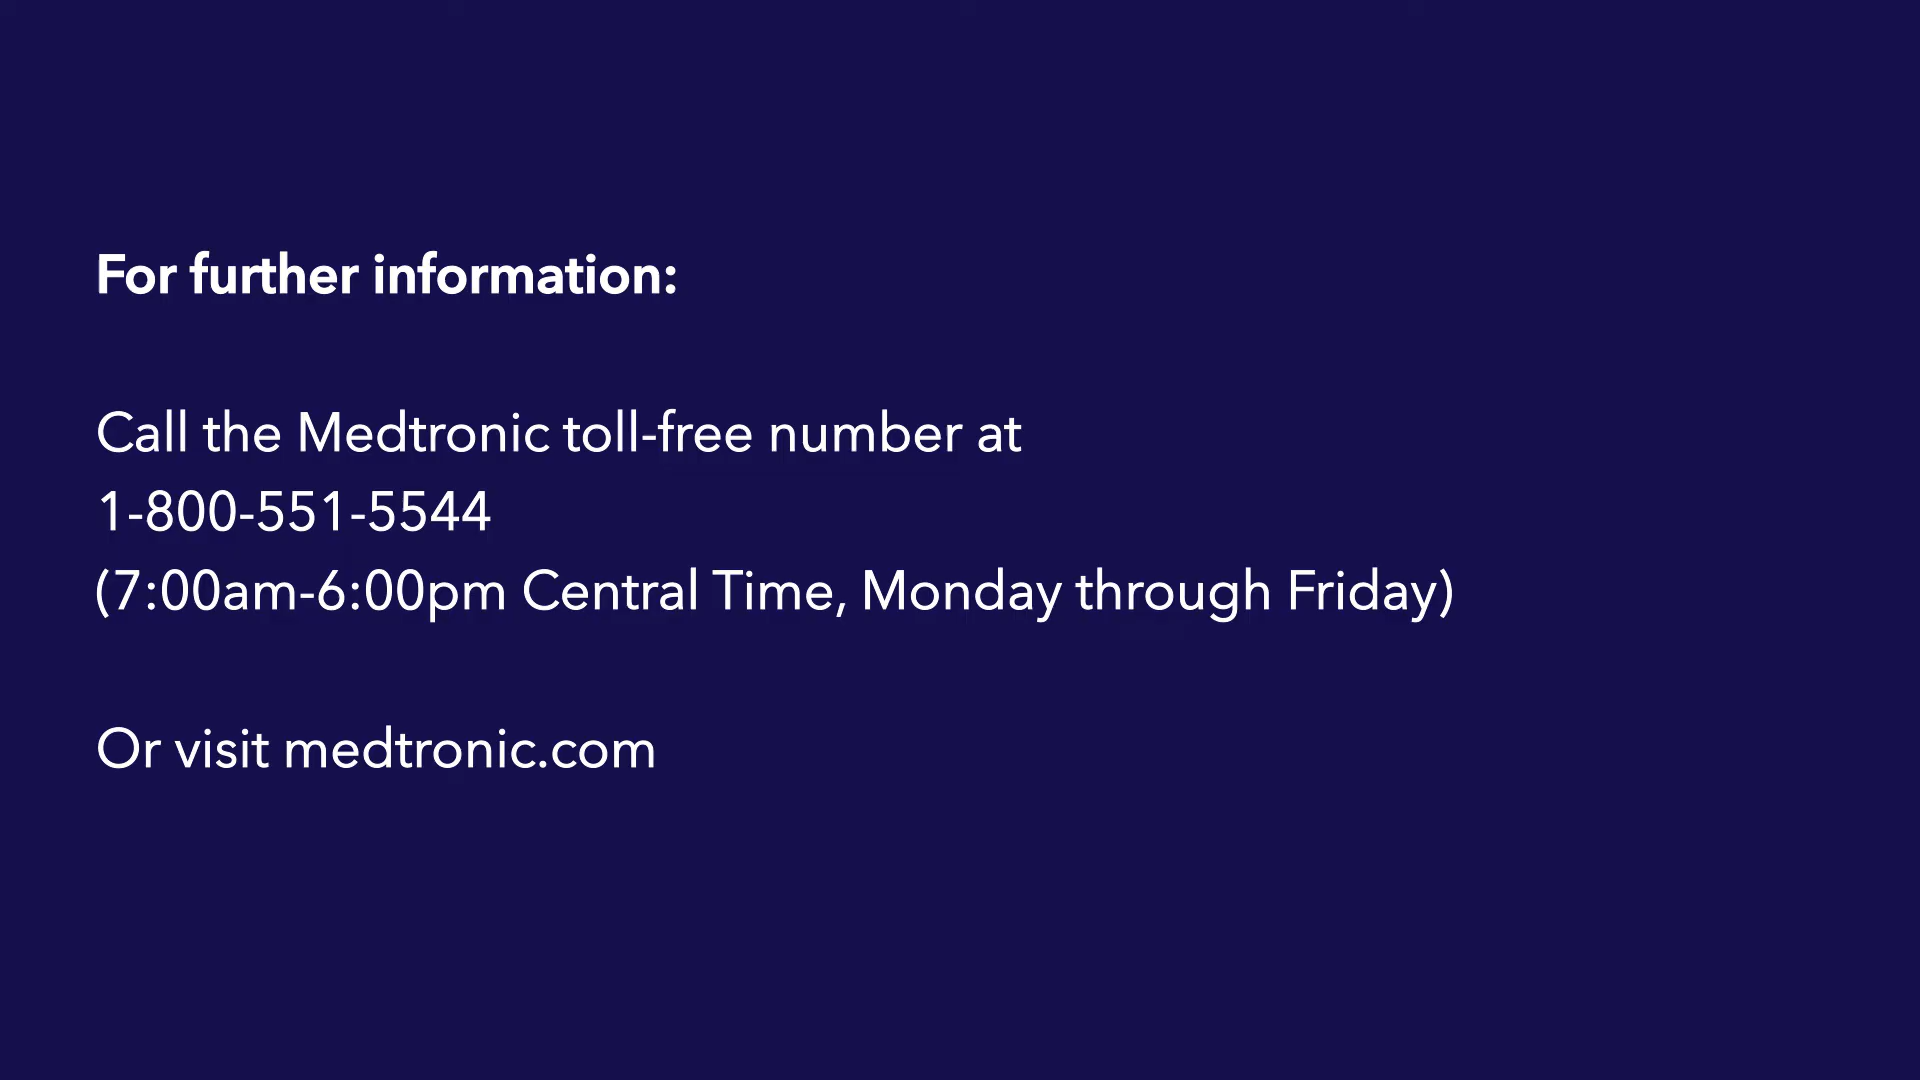 For further information:
Call the Medtronic toll-free number at
1-800-551-5544
(7:00am-6:00pm Central Time, Monday through Friday)
Or visit medtronic.com